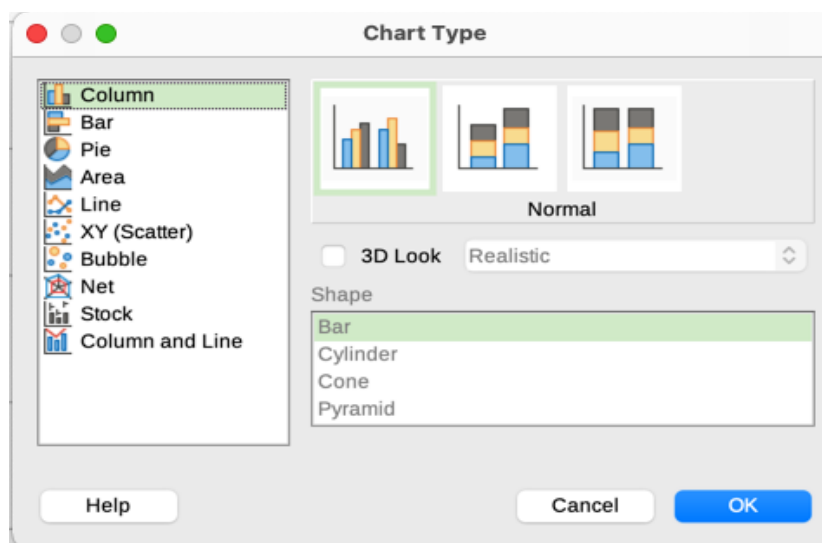 Chart Type
Column
Bar
Pie
Area
Line
XY (Scatter)
Bubble
Net
Stock
Column and Line
Normal
3D Look
Realistic
Shape
Bar
Cylinder
Cone
Pyramid
Help
Cancel
OK